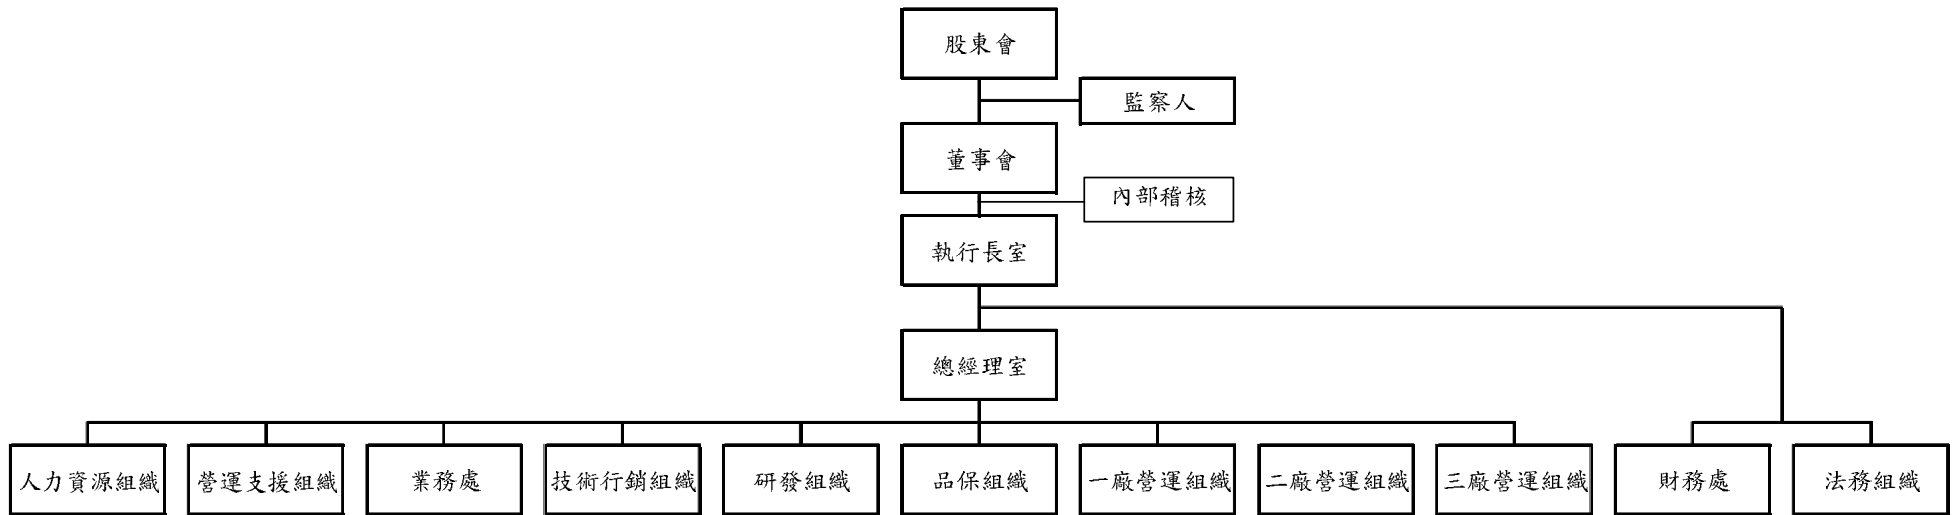 股東會
監察人
董事會
內部稽核
執行長室
總經理室
人力資源組織
營運支援組織
業務處
技術行銷組織
研發組織
品保組織
一廠營運組織
二廠營運組織
三廠營運組織
財務處
法務組織